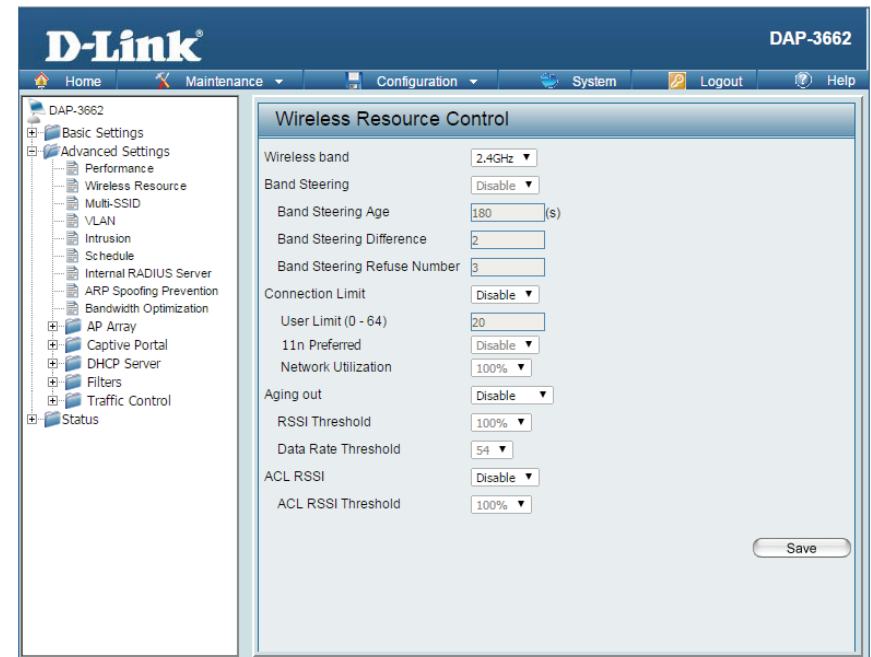 D-Link®
DAP-3662
Home
Maintenance
Configuration
System
Logout
Help
DAP-3662
Basic Settings
Advanced Settings
Performance
Wireless Resource
Multi-SSID
VLAN
Intrusion
Schedule
Internal RADIUS Server
ARP Spoofing Prevention
Bandwidth Optimization
AP Array
Captive Portal
DHCP Server
Filters
Traffic Control
Status
Wireless Resource Control
Wireless band 2.4GHz
Band Steering Disable
Band Steering Age 180 (s)
Band Steering Difference 2
Band Steering Refuse Number 3
Connection Limit Disable
User Limit (0 - 64) 20
11n Preferred Disable
Network Utilization 100%
Aging out Disable
RSSI Threshold 100%
Data Rate Threshold 54
ACL RSSI Disable
ACL RSSI Threshold 100%
Save